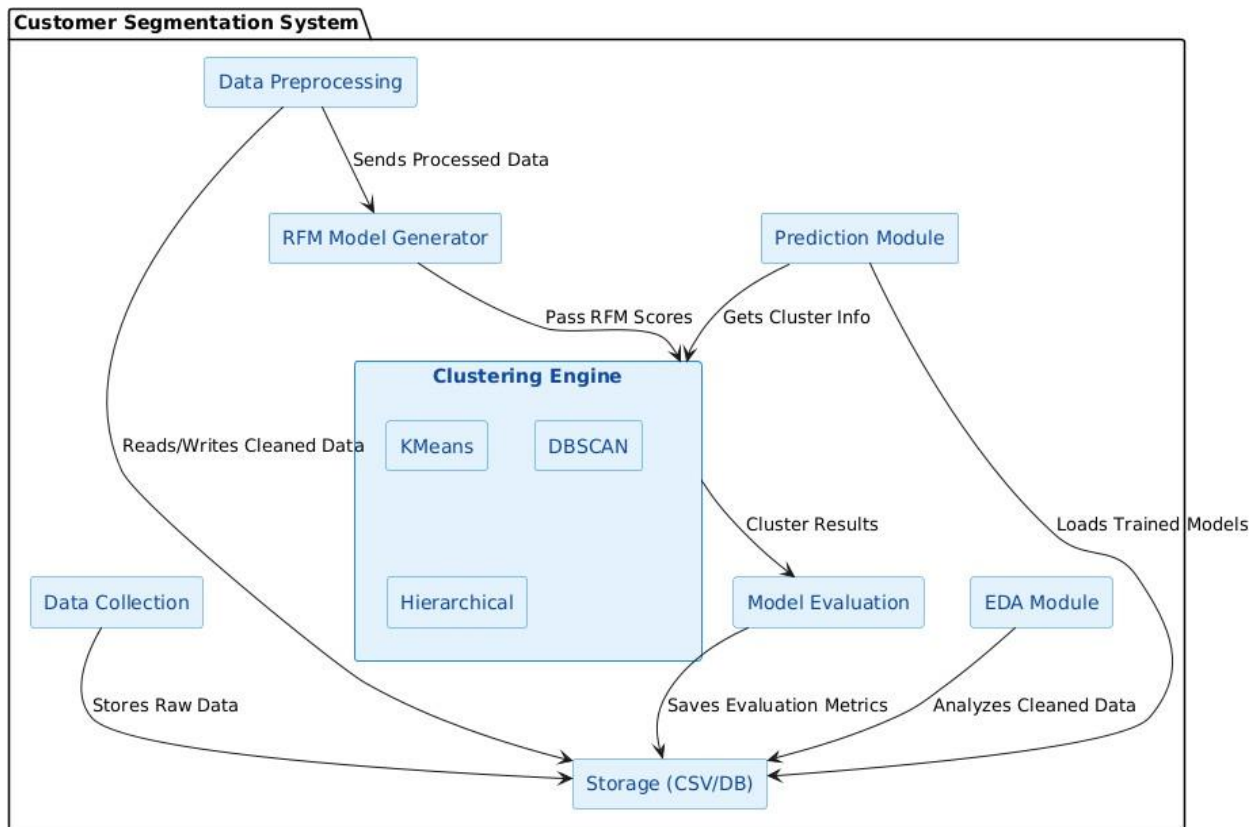 Customer Segmentation System
Data Preprocessing
Sends Processed Data
RFM Model Generator
Prediction Module
Pass RFM Scores
Gets Cluster Info
Clustering Engine
Reads/Writes Cleaned Data
KMeans
DBSCAN
Cluster Results
Loads Trained Models
Data Collection
Hierarchical
Model Evaluation
EDA Module
Stores Raw Data
Saves Evaluation Metrics
Analyzes Cleaned Data
Storage (CSV/DB)